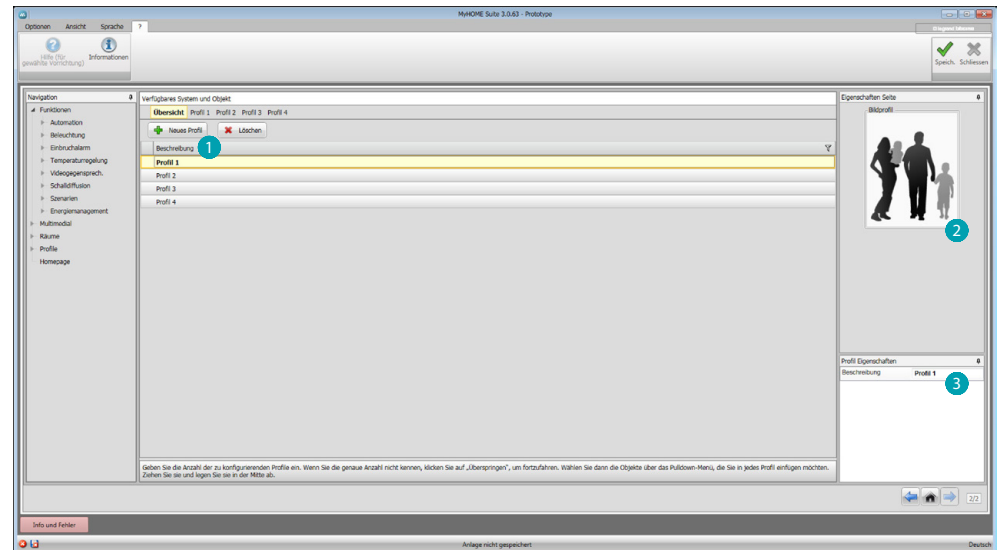 MyHOME Suite 3.0.63 - Prototype
Optionen Ansicht Sprache ?
Hilfe (für gewählte Vorrichtung)
Informationen
Speich. Schliessen
Navigation
Funktionen
Automation
Beleuchtung
Einbruchalarm
Temperaturregelung
Videogegensprech.
Schalldiffusion
Szenarien
Energiemanagement
Multimedial
Räume
Profile
Homepage
Verfügbares System und Objekt
Übersicht Profil 1 Profil 2 Profil 3 Profil 4
Neues Profil Löschen
Beschreibung 1
Profil 1
Profil 2
Profil 3
Profil 4
Geben Sie die Anzahl der zu konfigurierenden Profile ein. Wenn Sie die genaue Anzahl nicht kennen, klicken Sie auf „Überspringen", um fortzufahren. Wählen Sie dann die Objekte über das Pulldown-Menü, die Sie in jedes Profil einfügen möchten.
Ziehen Sie sie und legen Sie sie in der Mitte ab.
Eigenschaften Seite
Bildprofil
2
Profil Eigenschaften
Beschreibung Profil 1
3
2/2
Info und Fehler
Anlage nicht gespeichert
Deutsch